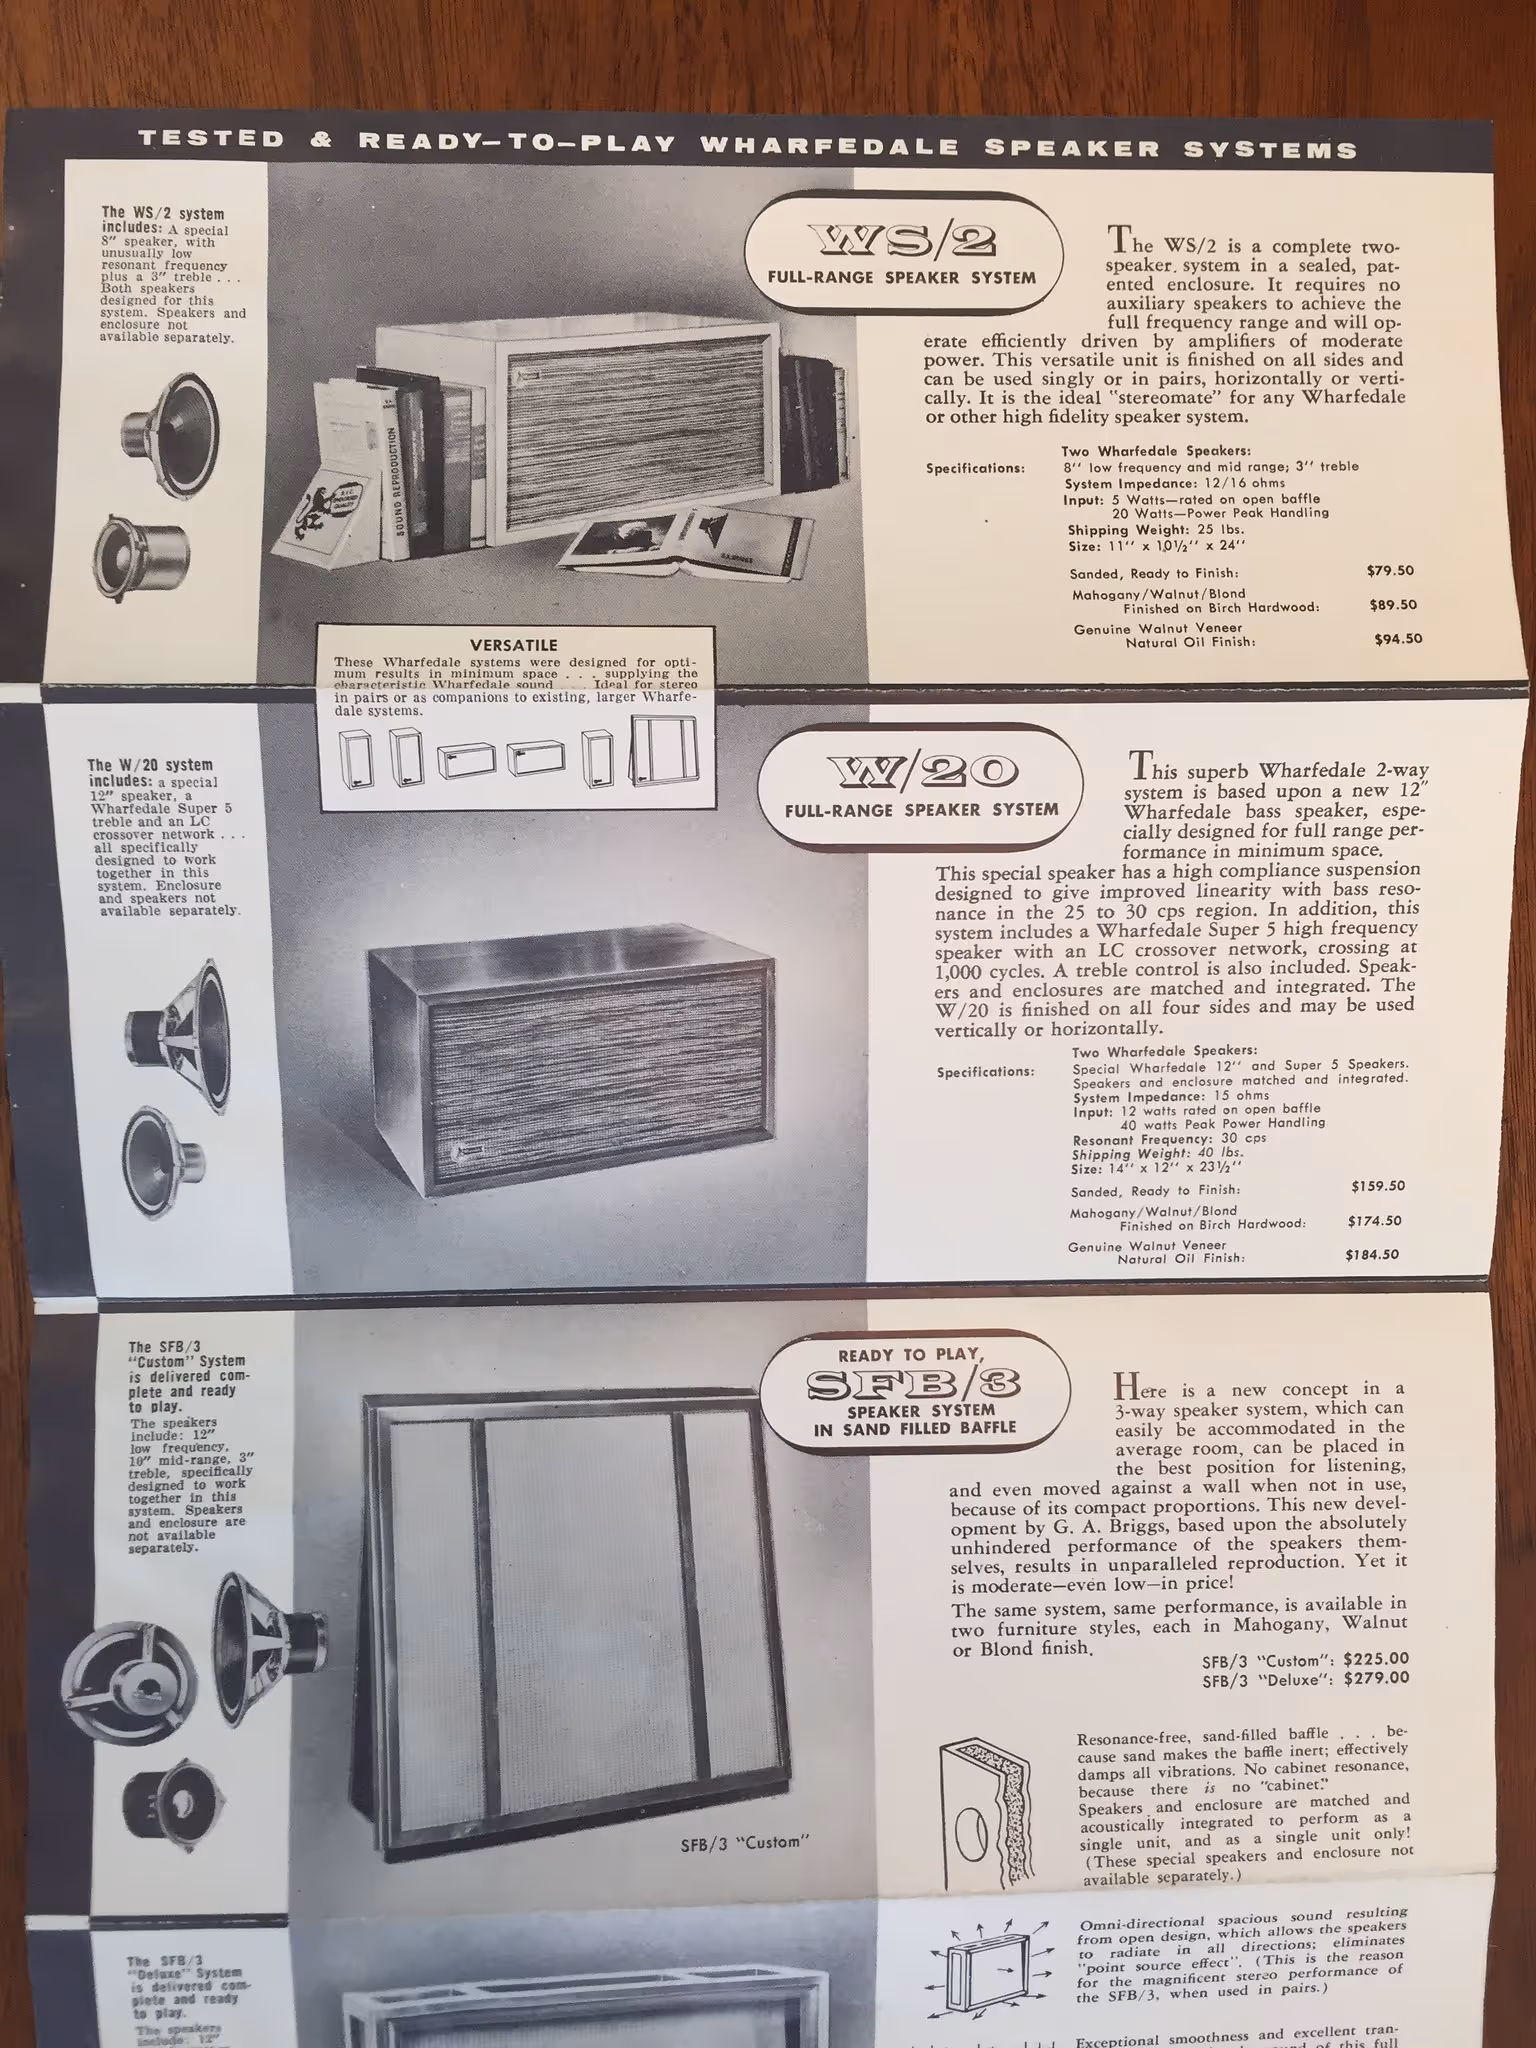 TESTED & READY-TO-PLAY WHARFEDALE SPEAKER SYSTEMS
The WS/2 system
includes: A special
8" speaker, with
unusually low
resonant frequency
plus a 3" treble . . .
Both speakers
designed for this
system. Speakers and
enclosure not
available separately.
SOUND REPRODUCTION
WS/2
FULL-RANGE SPEAKER SYSTEM
The WS/2 is a complete two-
speaker. system in a sealed, pat-
ented enclosure. It requires no
auxiliary speakers to achieve the
full frequency range and will op-
erate efficiently driven by amplifiers of moderate
power. This versatile unit is finished on all sides and
can be used singly or in pairs, horizontally or verti-
cally. It is the ideal "stereomate" for any Wharfedale
or other high fidelity speaker system.
Two Wharfedale Speakers:
Specifications: 8" low frequency and mid range; 3" treble
System Impedance: 12/16 ohms
Input: 5 Watts—rated on open baffle
20 Watts—Power Peak Handling
Shipping Weight: 25 lbs.
Size: 11" x 10½" x 24"
Sanded, Ready to Finish: $79.50
Mahogany/Walnut/Blond
Finished on Birch Hardwood: $89.50
Genuine Walnut Veneer
Natural Oil Finish: $94.50
VERSATILE
These Wharfedale systems were designed for opti-
mum results in minimum space . . . supplying the
characteristic Wharfedale sound . . . Ideal for stereo
in pairs or as companions to existing, larger Wharfe-
dale systems.
The W/20 system
includes: a special
12" speaker, a
Wharfedale Super 5
treble and an LC
crossover network . . .
all specifically
designed to work
together in this
system. Enclosure
and speakers not
available separately.
W/20
FULL-RANGE SPEAKER SYSTEM
This superb Wharfedale 2-way
system is based upon a new 12"
Wharfedale bass speaker, espe-
cially designed for full range per-
formance in minimum space.
This special speaker has a high compliance suspension
designed to give improved linearity with bass reso-
nance in the 25 to 30 cps region. In addition, this
system includes a Wharfedale Super 5 high frequency
speaker with an LC crossover network, crossing at
1,000 cycles. A treble control is also included. Speak-
ers and enclosures are matched and integrated. The
W/20 is finished on all four sides and may be used
vertically or horizontally.
Two Wharfedale Speakers:
Specifications: Special Wharfedale 12" and Super 5 Speakers.
Speakers and enclosure matched and integrated.
System Impedance: 15 ohms
Input: 12 watts rated on open baffle
40 watts Peak Power Handling
Resonant Frequency: 30 cps
Shipping Weight: 40 lbs.
Size: 14" x 12" x 23½"
Sanded, Ready to Finish: $159.50
Mahogany/Walnut/Blond
Finished on Birch Hardwood: $174.50
Genuine Walnut Veneer
Natural Oil Finish: $184.50
The SFB/3
"Custom" System
is delivered com-
plete and ready
to play.
The speakers
include: 12"
low frequency,
10" mid-range, 3"
treble, specifically
designed to work
together in this
system. Speakers
and enclosure are
not available
separately.
READY TO PLAY,
SFB/3
SPEAKER SYSTEM
IN SAND FILLED BAFFLE
Here is a new concept in a
3-way speaker system, which can
easily be accommodated in the
average room, can be placed in
the best position for listening,
and even moved against a wall when not in use,
because of its compact proportions. This new devel-
opment by G. A. Briggs, based upon the absolutely
unhindered performance of the speakers them-
selves, results in unparalleled reproduction. Yet it
is moderate—even low—in price!
The same system, same performance, is available in
two furniture styles, each in Mahogany, Walnut
or Blond finish.
SFB/3 "Custom": $225.00
SFB/3 "Deluxe": $279.00
SFB/3 "Custom"
Resonance-free, sand-filled baffle . . . be-
cause sand makes the baffle inert; effectively
damps all vibrations. No cabinet resonance,
because there is no "cabinet."
Speakers and enclosure are matched and
acoustically integrated to perform as a
single unit, and as a single unit only!
(These special speakers and enclosure not
available separately.)
The SFB/3
"Deluxe" System
is delivered com-
plete and ready
to play.
The speakers
include: 12"
Omni-directional spacious sound resulting
from open design, which allows the speakers
to radiate in all directions; eliminates
"point source effect". (This is the reason
for the magnificent stereo performance of
the SFB/3, when used in pairs.)
Exceptional smoothness and excellent tran-
of this full